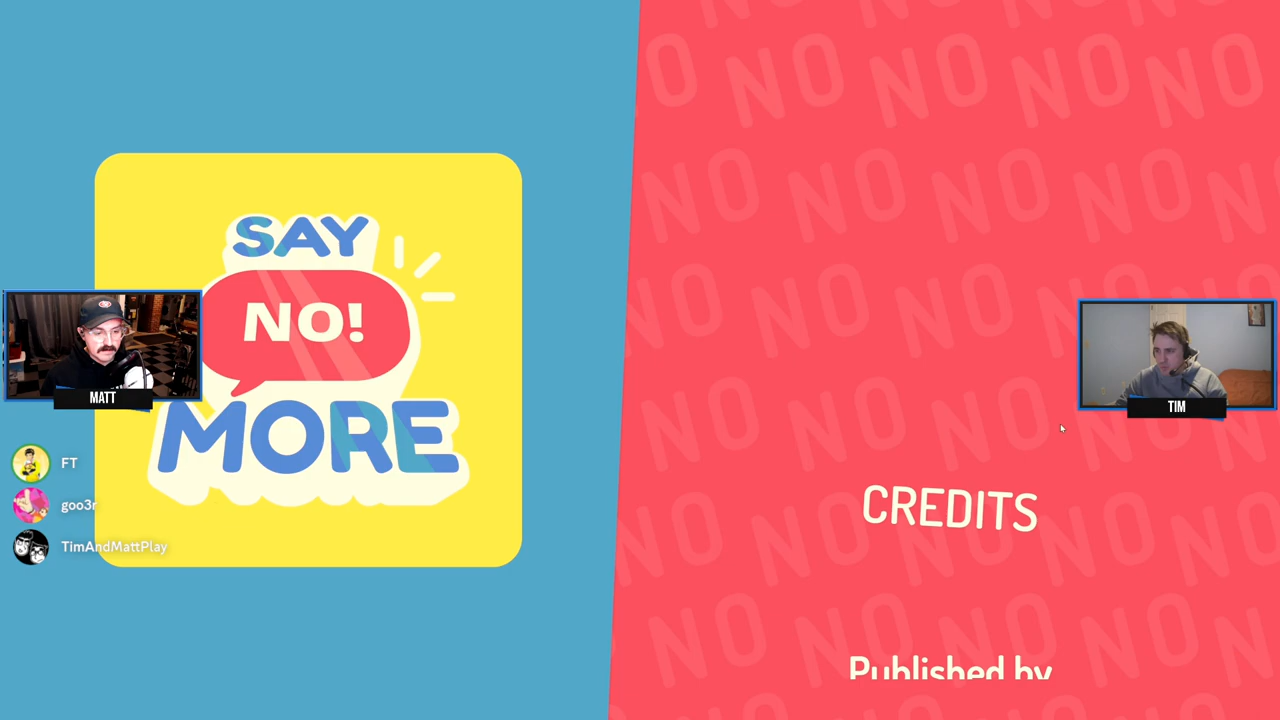 SAY
NO!
MORE
MATT
FT
goo3r
TimAndMattPlay
TIM
CREDITS
Published by